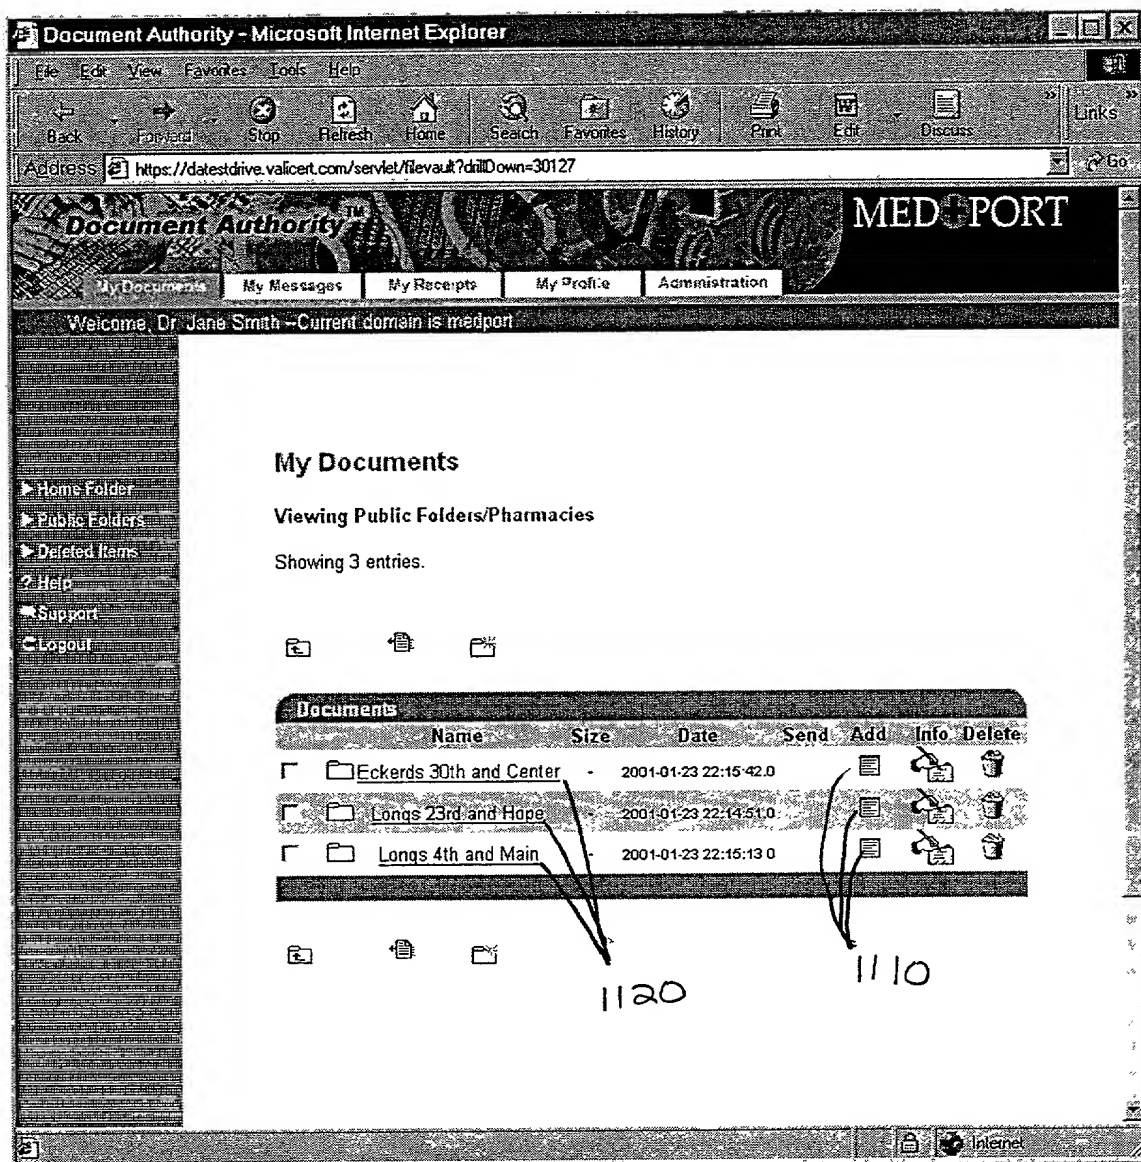 Document Authority - Microsoft Internet Explorer
File Edit View Favorites Tools Help
Back Forward Stop Refresh Home Search Favorites History Print Edit Discuss » Links »
Address https://datestdrive.valicert.com/servlet/filevault?drillDown=30127 Go
Document Authority™ MED PORT
My Documents My Messages My Receipts My Profile Administration
Welcome, Dr. Jane Smith --Current domain is medport
My Documents
Home Folder
Public Folders
Viewing Public Folders/Pharmacies
Deleted Items
Showing 3 entries.
? Help
Support
Logout
Documents
Name Size Date Send Add Info Delete
Eckerds 30th and Center - 2001-01-23 22:15:42.0
Longs 23rd and Hope - 2001-01-23 22:14:51.0
Longs 4th and Main - 2001-01-23 22:15:13 0
1120
1110
Internet